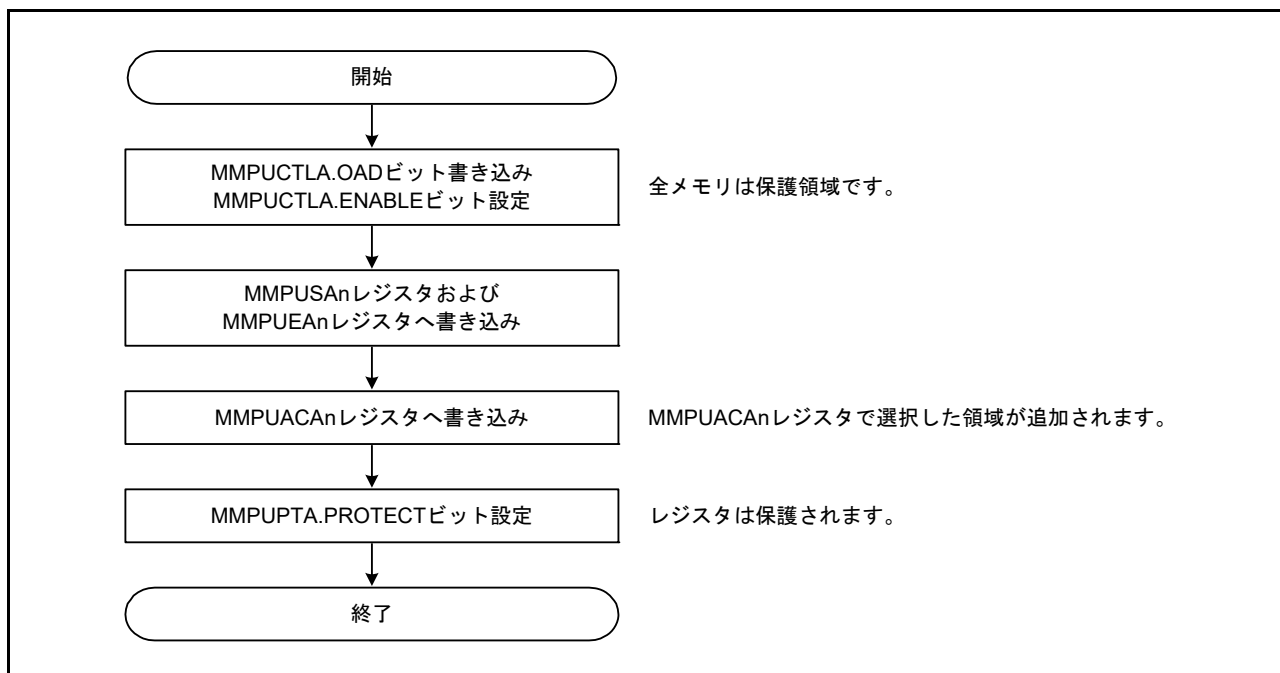 開始
MMPUCTLA.OADビット書き込み
MMPUCTLA.ENABLEビット設定
全メモリは保護領域です。
MMPUSAnレジスタおよび
MMPUEAnレジスタへ書き込み
MMPUACAnレジスタへ書き込み
MMPUACAnレジスタで選択した領域が追加されます。
MMPUPTA.PROTECTビット設定
レジスタは保護されます。
終了